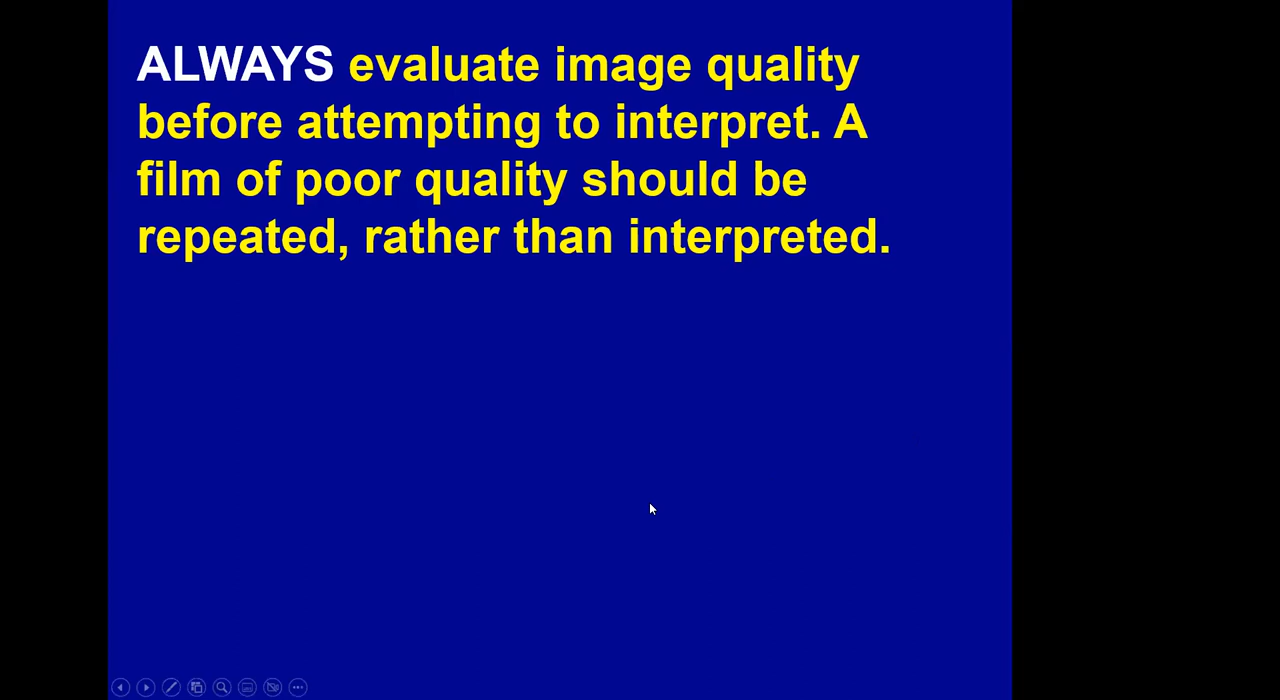 ALWAYS evaluate image quality
before attempting to interpret. A
film of poor quality should be
repeated, rather than interpreted.